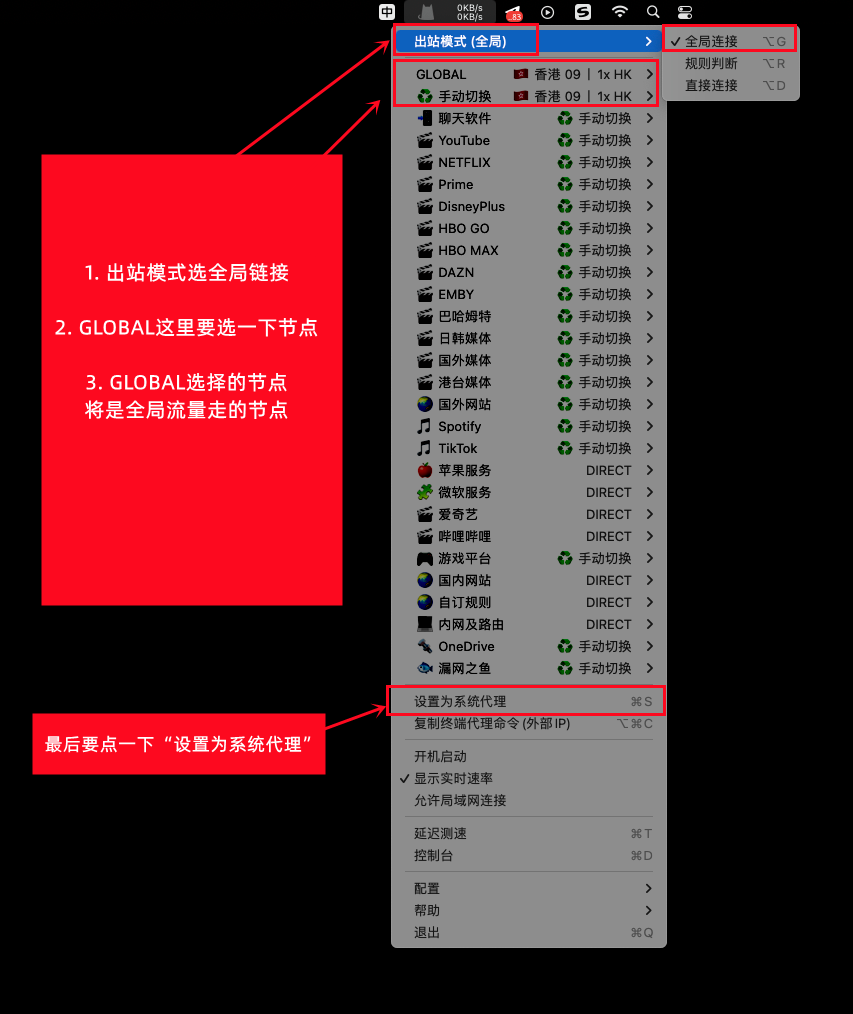 中
0KB/s
0KB/s
83
出站模式 (全局)
全局连接 ⌥G
规则判断 ⌥R
直接连接 ⌥D
GLOBAL 香港 09 | 1x HK
手动切换 香港 09 | 1x HK
聊天软件 手动切换
YouTube 手动切换
NETFLIX 手动切换
Prime 手动切换
DisneyPlus 手动切换
HBO GO 手动切换
HBO MAX 手动切换
DAZN 手动切换
EMBY 手动切换
巴哈姆特 手动切换
日韩媒体 手动切换
国外媒体 手动切换
港台媒体 手动切换
国外网站 手动切换
Spotify 手动切换
TikTok 手动切换
苹果服务 DIRECT
微软服务 DIRECT
爱奇艺 DIRECT
哔哩哔哩 DIRECT
游戏平台 手动切换
国内网站 DIRECT
自订规则 DIRECT
内网及路由 DIRECT
OneDrive 手动切换
漏网之鱼 手动切换
设置为系统代理 ⌘S
复制终端代理命令 (外部 IP) ⌥⌘C
开机启动
显示实时速率
允许局域网连接
延迟测速 ⌘T
控制台 ⌘D
配置
帮助
退出 ⌘Q
1. 出站模式选全局链接
2. GLOBAL这里要选一下节点
3. GLOBAL选择的节点
将是全局流量走的节点
最后要点一下“设置为系统代理”